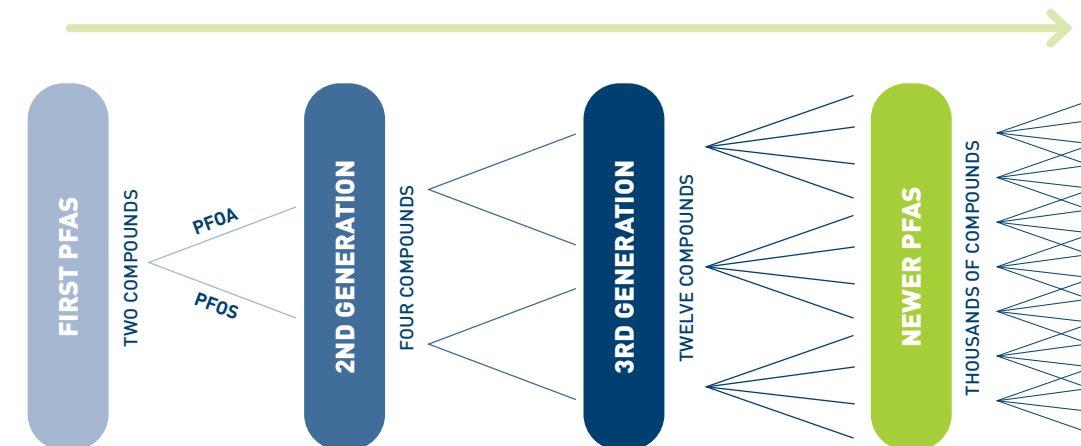 FIRST PFAS
TWO COMPOUNDS
PFOA
PFOS
2ND GENERATION
FOUR COMPOUNDS
3RD GENERATION
TWELVE COMPOUNDS
NEWER PFAS
THOUSANDS OF COMPOUNDS